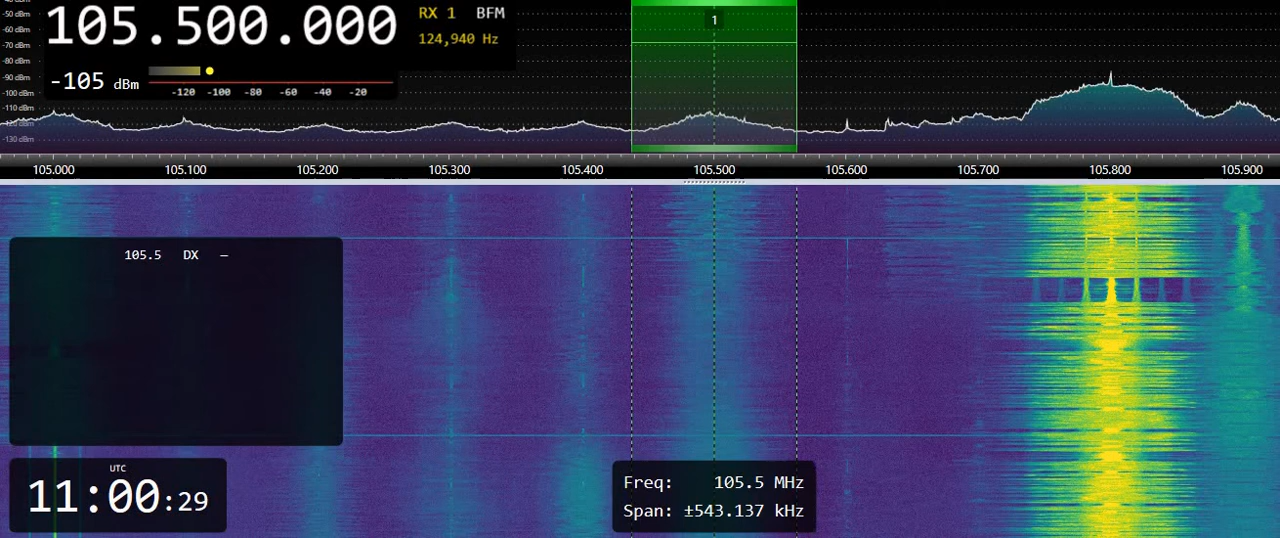 -50 dBm
-60 dBm
-70 dBm
-80 dBm
-90 dBm
-100 dBm
-110 dBm
-120 dBm
-130 dBm
105.500.000
RX 1 BFM
124,940 Hz
-105 dBm
-120 -100 -80 -60 -40 -20
1
105.000 105.100 105.200 105.300 105.400 105.500 105.600 105.700 105.800 105.900
105.5 DX –
UTC
11:00:29
Freq: 105.5 MHz
Span: ±543.137 kHz